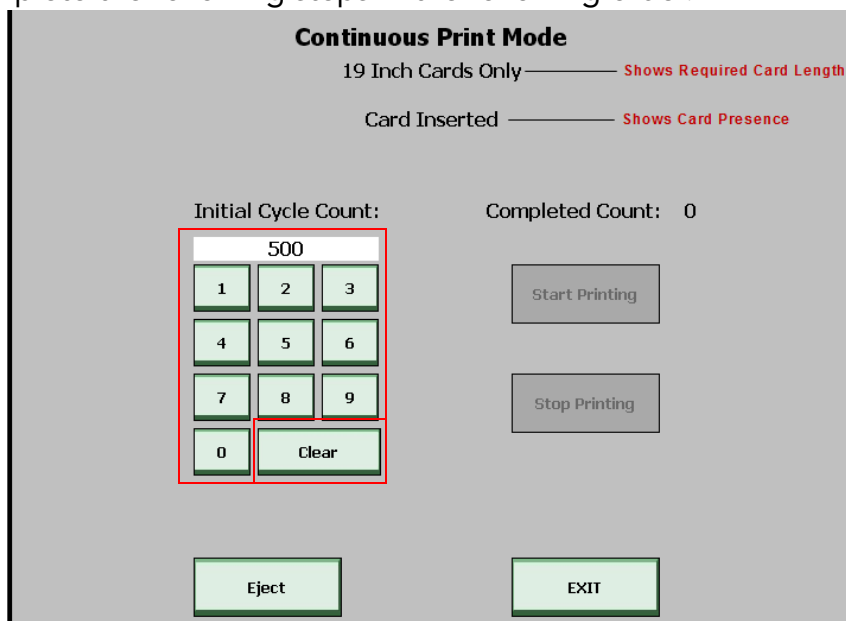 Continuous Print Mode
19 Inch Cards Only Shows Required Card Length
Card Inserted Shows Card Presence
Initial Cycle Count: Completed Count: 0
500
1 2 3
Start Printing
4 5 6
7 8 9
Stop Printing
0 Clear
Eject EXIT